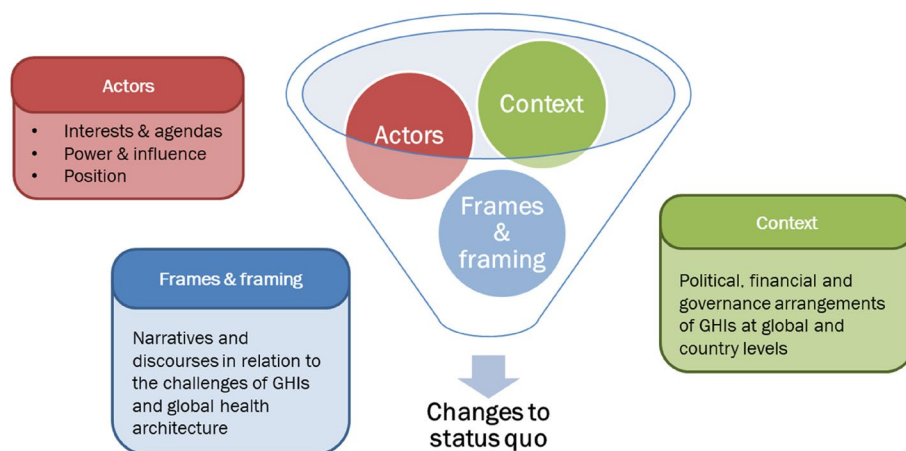 Actors
• Interests & agendas
• Power & influence
• Position
Context
Actors
Frames
&
framing
Context
Political, financial and
governance arrangements
of GHIs at global and
country levels
Frames & framing
Narratives and
discourses in relation to
the challenges of GHIs
and global health
architecture
Changes to
status quo